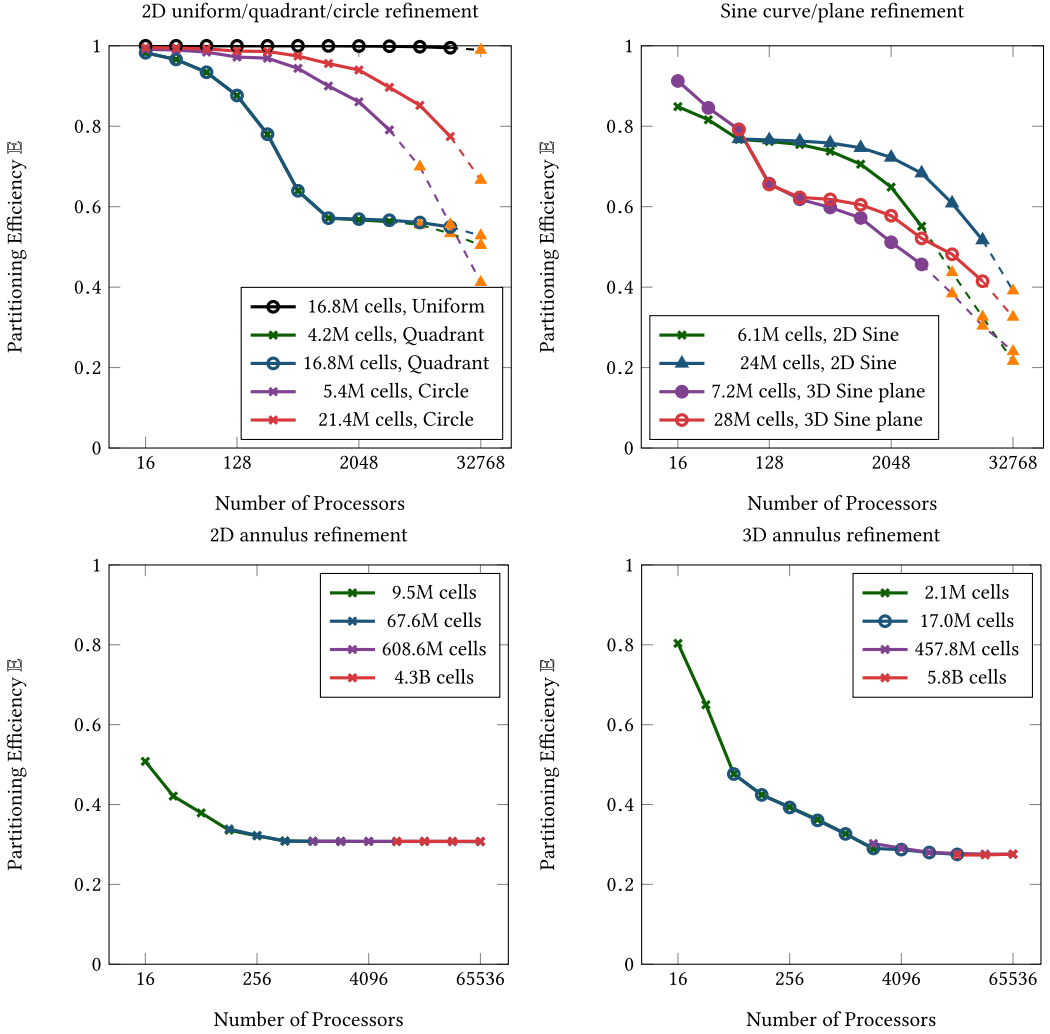 2D uniform/quadrant/circle refinement
1
0.8
0.6
0.4
0.2
0
Partitioning Efficiency 𝔼
16.8M cells, Uniform
4.2M cells, Quadrant
16.8M cells, Quadrant
5.4M cells, Circle
21.4M cells, Circle
16 128 2048 32768
Number of Processors
Sine curve/plane refinement
1
0.8
0.6
0.4
0.2
0
Partitioning Efficiency 𝔼
6.1M cells, 2D Sine
24M cells, 2D Sine
7.2M cells, 3D Sine plane
28M cells, 3D Sine plane
16 128 2048 32768
Number of Processors
2D annulus refinement
1
0.8
0.6
0.4
0.2
0
Partitioning Efficiency 𝔼
9.5M cells
67.6M cells
608.6M cells
4.3B cells
16 256 4096 65536
Number of Processors
3D annulus refinement
1
0.8
0.6
0.4
0.2
0
Partitioning Efficiency 𝔼
2.1M cells
17.0M cells
457.8M cells
5.8B cells
16 256 4096 65536
Number of Processors